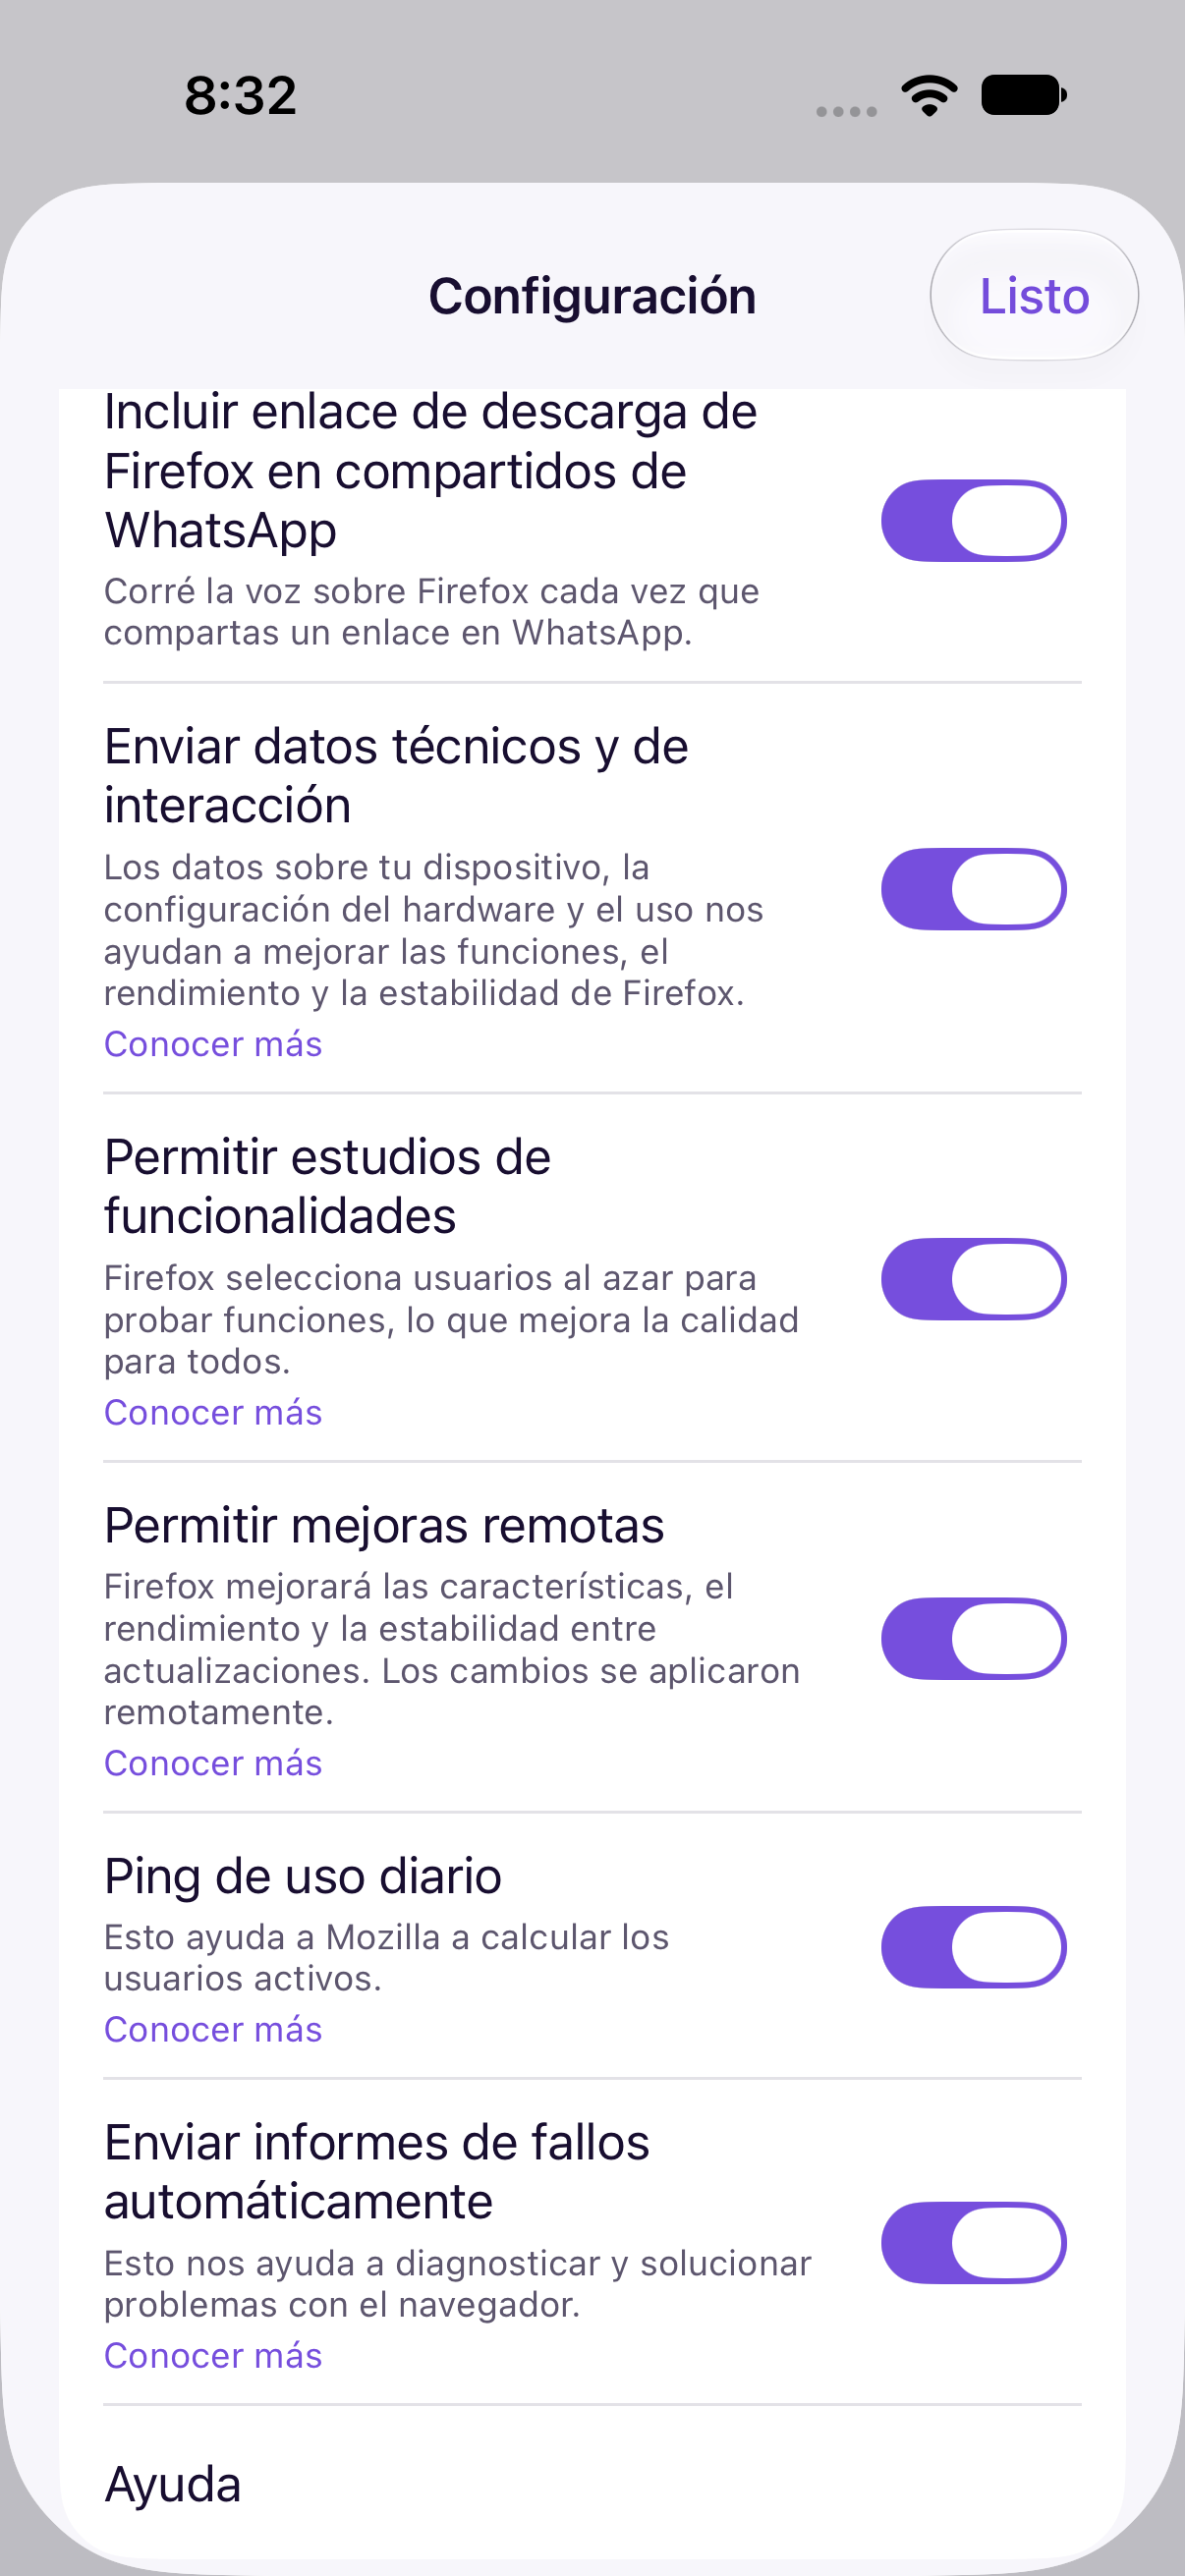 8:32
Configuración
Listo
Incluir enlace de descarga de
Firefox en compartidos de
WhatsApp
Corré la voz sobre Firefox cada vez que
compartas un enlace en WhatsApp.
Enviar datos técnicos y de
interacción
Los datos sobre tu dispositivo, la
configuración del hardware y el uso nos
ayudan a mejorar las funciones, el
rendimiento y la estabilidad de Firefox.
Conocer más
Permitir estudios de
funcionalidades
Firefox selecciona usuarios al azar para
probar funciones, lo que mejora la calidad
para todos.
Conocer más
Permitir mejoras remotas
Firefox mejorará las características, el
rendimiento y la estabilidad entre
actualizaciones. Los cambios se aplicaron
remotamente.
Conocer más
Ping de uso diario
Esto ayuda a Mozilla a calcular los
usuarios activos.
Conocer más
Enviar informes de fallos
automáticamente
Esto nos ayuda a diagnosticar y solucionar
problemas con el navegador.
Conocer más
Ayuda